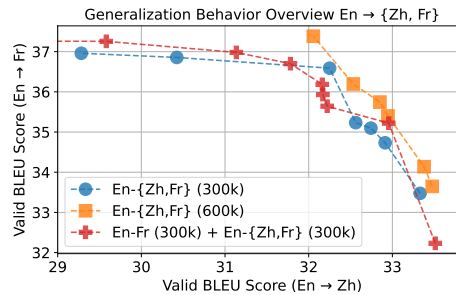 Generalization Behavior Overview En → {Zh, Fr}
Valid BLEU Score (En → Fr)
37
36
35
34
33
32
En-{Zh,Fr} (300k)
En-{Zh,Fr} (600k)
En-Fr (300k) + En-{Zh,Fr} (300k)
29
30
31
32
33
Valid BLEU Score (En → Zh)